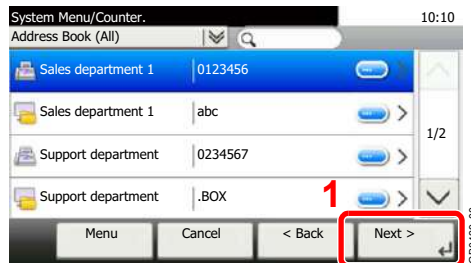 System Menu/Counter. 10:10
Address Book (All)
Sales department 1 0123456
Sales department 1 abc
1/2
Support department 0234567
Support department .BOX
1
Menu Cancel < Back Next >